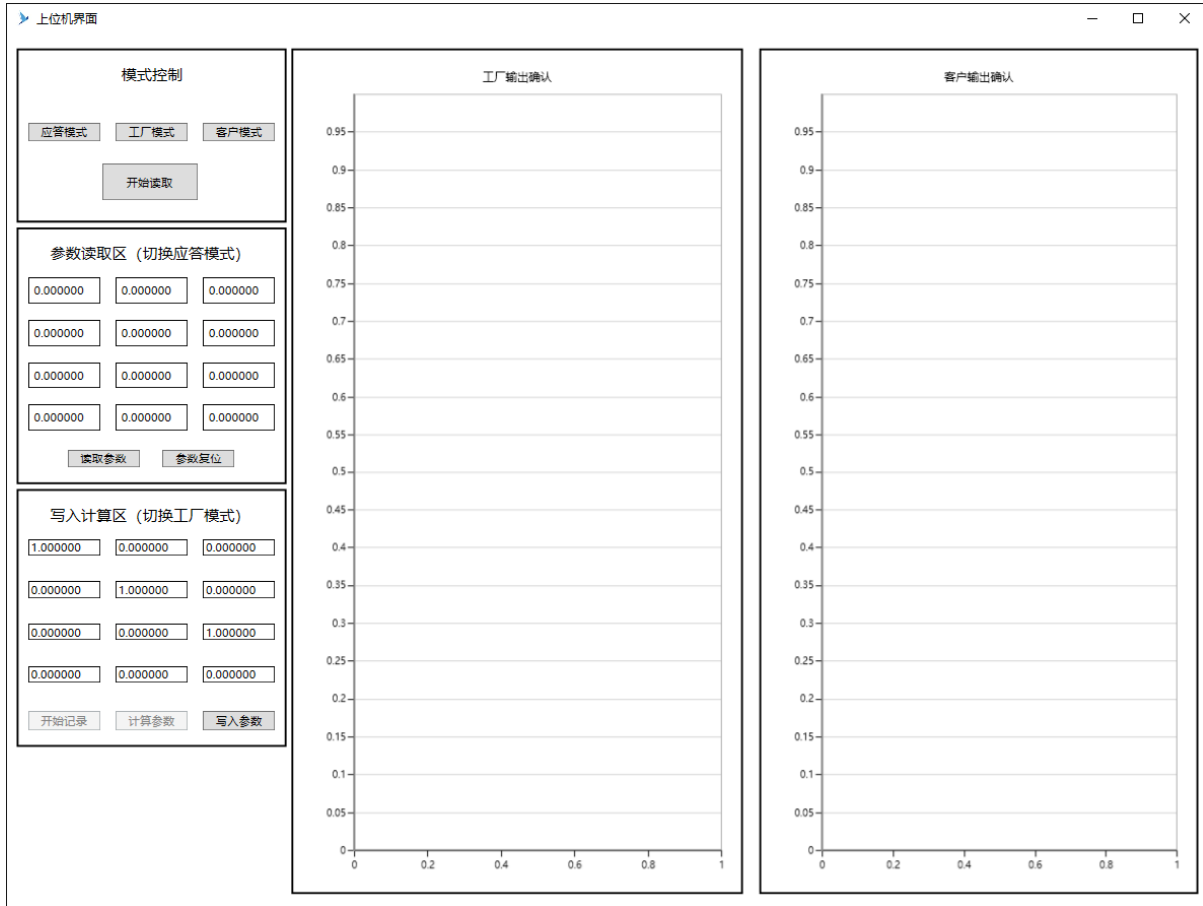 上位机界面
模式控制
应答模式 工厂模式 客户模式
开始读取
参数读取区（切换应答模式）
0.000000 0.000000 0.000000
0.000000 0.000000 0.000000
0.000000 0.000000 0.000000
0.000000 0.000000 0.000000
读取参数 参数复位
写入计算区（切换工厂模式）
1.000000 0.000000 0.000000
0.000000 1.000000 0.000000
0.000000 0.000000 1.000000
0.000000 0.000000 0.000000
开始记录 计算参数 写入参数
工厂输出确认
0.95
0.9
0.85
0.8
0.75
0.7
0.65
0.6
0.55
0.5
0.45
0.4
0.35
0.3
0.25
0.2
0.15
0.1
0.05
0
0 0.2 0.4 0.6 0.8 1
客户输出确认
0.95
0.9
0.85
0.8
0.75
0.7
0.65
0.6
0.55
0.5
0.45
0.4
0.35
0.3
0.25
0.2
0.15
0.1
0.05
0
0 0.2 0.4 0.6 0.8 1